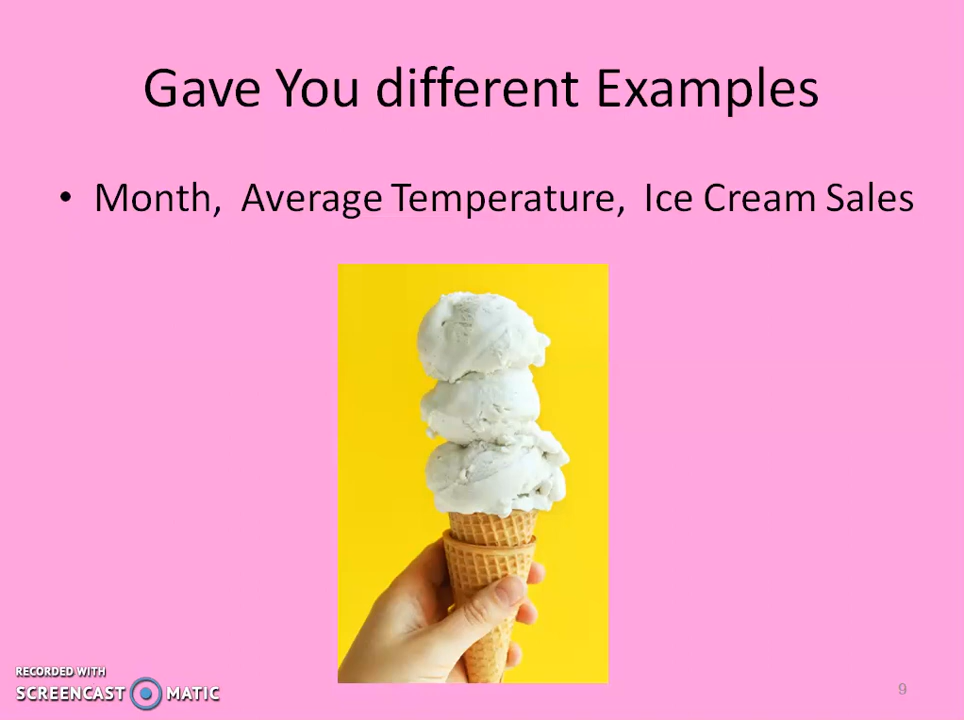 Gave You different Examples
• Month, Average Temperature, Ice Cream Sales
RECORDED WITH
SCREENCAST MATIC
9